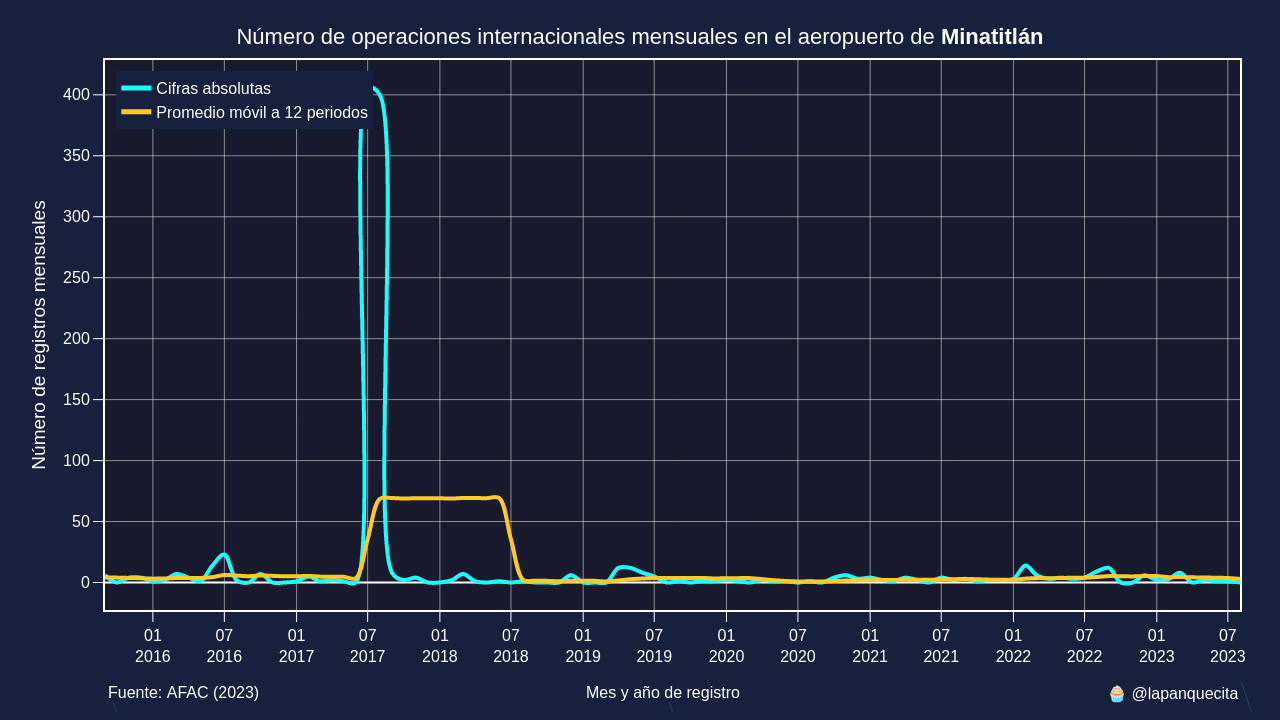 Número de operaciones internacionales mensuales en el aeropuerto de Minatitlán
Cifras absolutas
Promedio móvil a 12 periodos
Número de registros mensuales
400
350
300
250
200
150
100
50
0
01 07 01 07 01 07 01 07 01 07 01 07 01 07 01 07
2016 2016 2017 2017 2018 2018 2019 2019 2020 2020 2021 2021 2022 2022 2023 2023
Fuente: AFAC (2023) Mes y año de registro 🧁 @lapanquecita